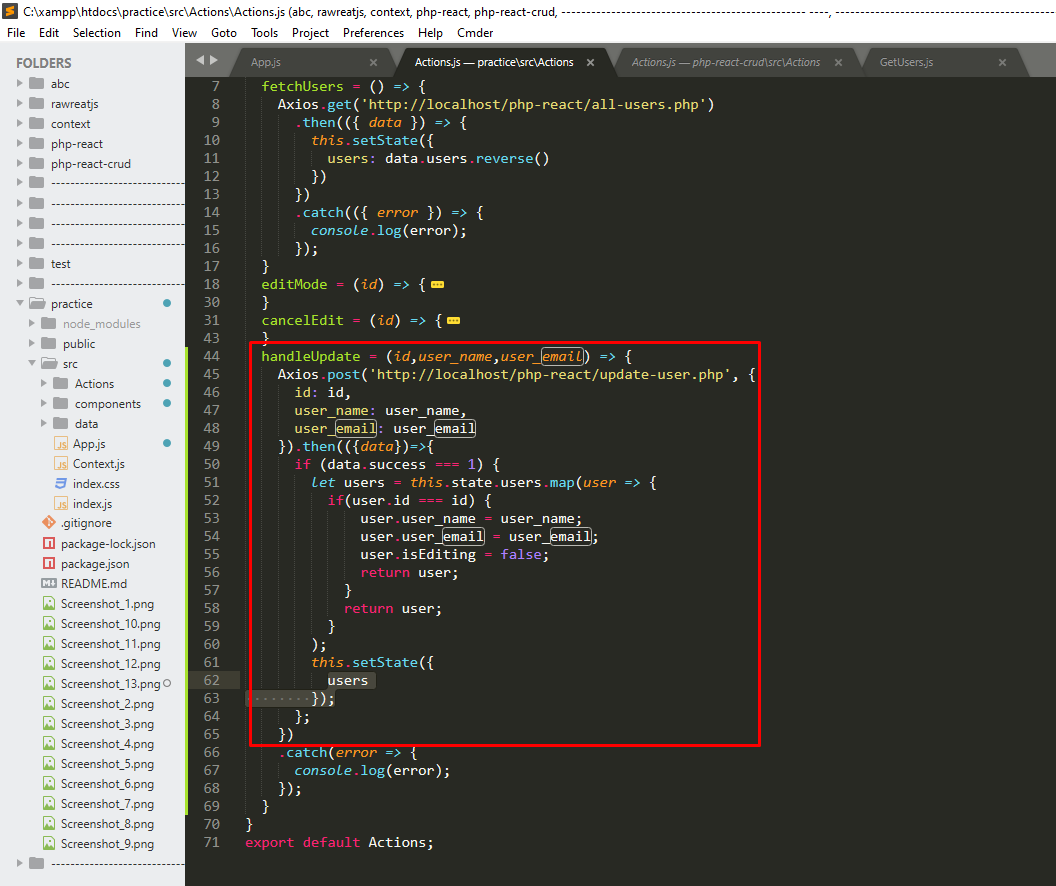 C:\xampp\htdocs\practice\src\Actions\Actions.js (abc, rawreatjs, context, php-react, php-react-crud, ---------------------------------------------------- ---, ----------------------------------------------
File Edit Selection Find View Goto Tools Project Preferences Help Cmder
FOLDERS
abc
rawreatjs
context
php-react
php-react-crud
----------------------------
----------------------------
----------------------------
----------------------------
test
----------------------------
practice
node_modules
public
src
Actions
components
data
App.js
Context.js
index.css
index.js
.gitignore
package-lock.json
package.json
README.md
Screenshot_1.png
Screenshot_10.png
Screenshot_11.png
Screenshot_12.png
Screenshot_13.png
Screenshot_2.png
Screenshot_3.png
Screenshot_4.png
Screenshot_5.png
Screenshot_6.png
Screenshot_7.png
Screenshot_8.png
Screenshot_9.png
----------------------------
App.js × Actions.js — practice\src\Actions × Actions.js — php-react-crud\src\Actions × GetUsers.js ×
7 fetchUsers = () => {
8 Axios.get('http://localhost/php-react/all-users.php')
9 .then(({ data }) => {
10 this.setState({
11 users: data.users.reverse()
12 })
13 })
14 .catch(({ error }) => {
15 console.log(error);
16 });
17 }
18 editMode = (id) => { ...
30 }
31 cancelEdit = (id) => { ...
43 }
44 handleUpdate = (id,user_name,user_email) => {
45 Axios.post('http://localhost/php-react/update-user.php', {
46 id: id,
47 user_name: user_name,
48 user_email: user_email
49 }).then(({data})=>{
50 if (data.success === 1) {
51 let users = this.state.users.map(user => {
52 if(user.id === id) {
53 user.user_name = user_name;
54 user.user_email = user_email;
55 user.isEditing = false;
56 return user;
57 }
58 return user;
59 }
60 );
61 this.setState({
62 users
63 ········});
64 };
65 })
66 .catch(error => {
67 console.log(error);
68 });
69 }
70 }
71 export default Actions;